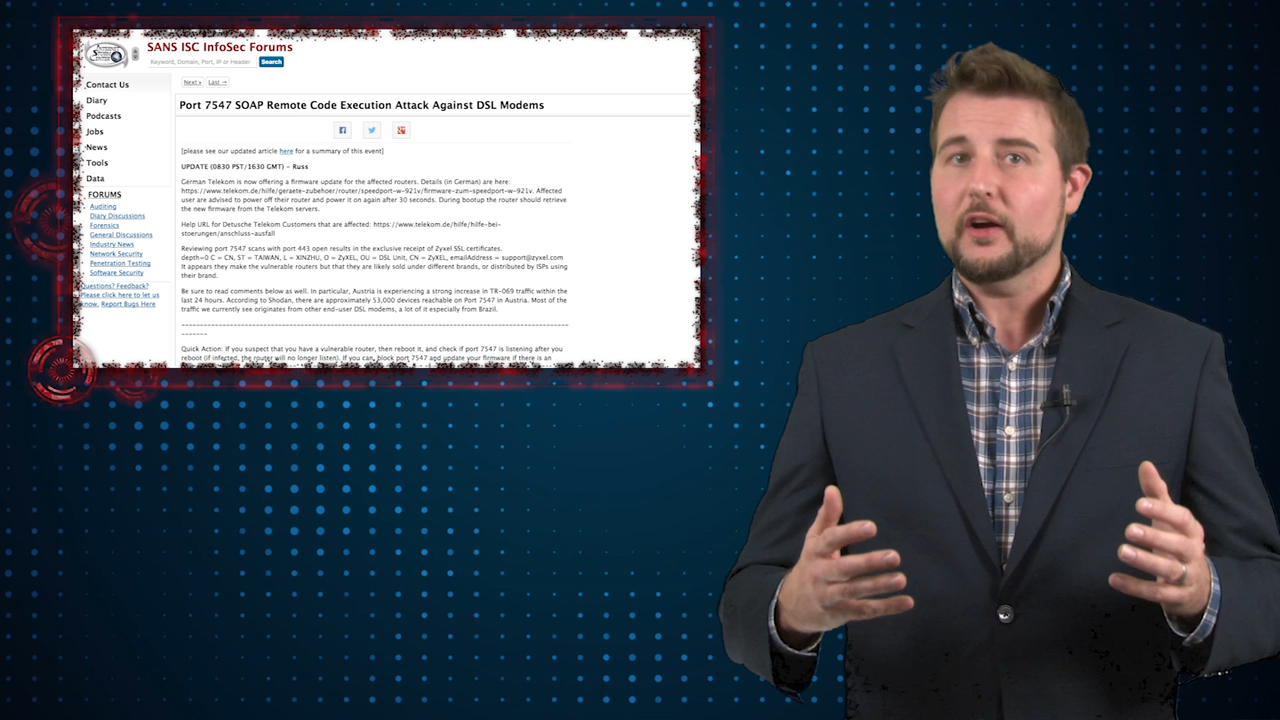 SANS ISC InfoSec Forums
Keyword, Domain, Port, IP or Header
Search
Contact Us
Diary
Podcasts
Jobs
News
Tools
Data
FORUMS
Auditing
Diary Discussions
Forensics
General Discussions
Industry News
Network Security
Penetration Testing
Software Security
Questions? Feedback?
Please click here to let us
know. Report Bugs Here
Next » Last →
Port 7547 SOAP Remote Code Execution Attack Against DSL Modems
[please see our updated article here for a summary of this event]
UPDATE (0830 PST/1630 GMT) - Russ
German Telekom is now offering a firmware update for the affected routers. Details (in German) are here:
https://www.telekom.de/hilfe/geraete-zubehoer/router/speedport-w-921v/firmware-zum-speedport-w-921v. Affected
user are advised to power off their router and power it on again after 30 seconds. During bootup the router should retrieve
the new firmware from the Telekom servers.
Help URL for Detusche Telekom Customers that are affected: https://www.telekom.de/hilfe/hilfe-bei-
stoerungen/anschluss-ausfall
Reviewing port 7547 scans with port 443 open results in the exclusive receipt of Zyxel SSL certificates.
depth=0 C = CN, ST = TAIWAN, L = XINZHU, O = ZyXEL, OU = DSL Unit, CN = ZyXEL, emailAddress = support@zyxel.com
It appears they make the vulnerable routers but that they are likely sold under different brands, or distributed by ISPs using
their brand.
Be sure to read comments below as well. In particular, Austria is experiencing a strong increase in TR-069 traffic within the
last 24 hours. According to Shodan, there are approximately 53,000 devices reachable on Port 7547 in Austria. Most of the
traffic we currently see originates from other end-user DSL modems, a lot of it especially from Brazil.
Quick Action: If you suspect that you have a vulnerable router, then reboot it, and check if port 7547 is listening after you
reboot (if infected, the router will no longer listen). If you can, block port 7547 and update your firmware if there is an